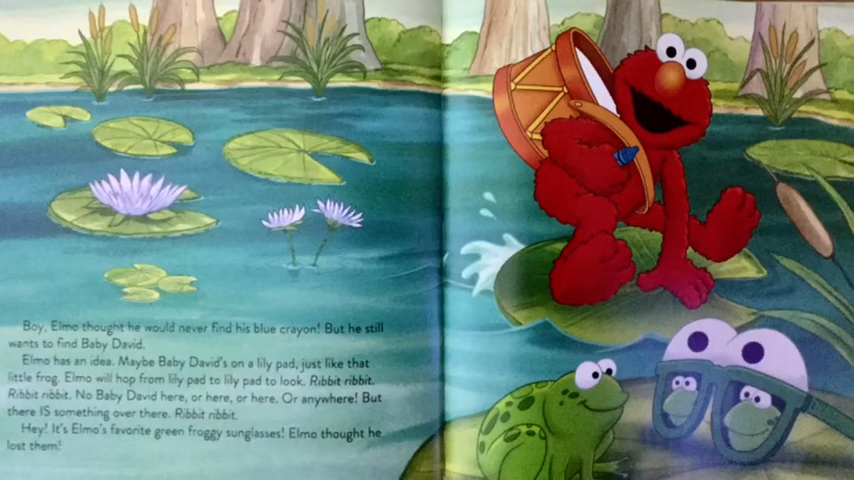 Boy, Elmo thought he would never find his blue crayon! But he still
wants to find Baby David.
Elmo has an idea. Maybe Baby David's on a lily pad, just like that
little frog. Elmo will hop from lily pad to lily pad to look. Ribbit ribbit.
Ribbit ribbit. No Baby David here, or here, or here. Or anywhere! But
there IS something over there. Ribbit ribbit.
Hey! It's Elmo's favorite green froggy sunglasses! Elmo thought he
lost them!